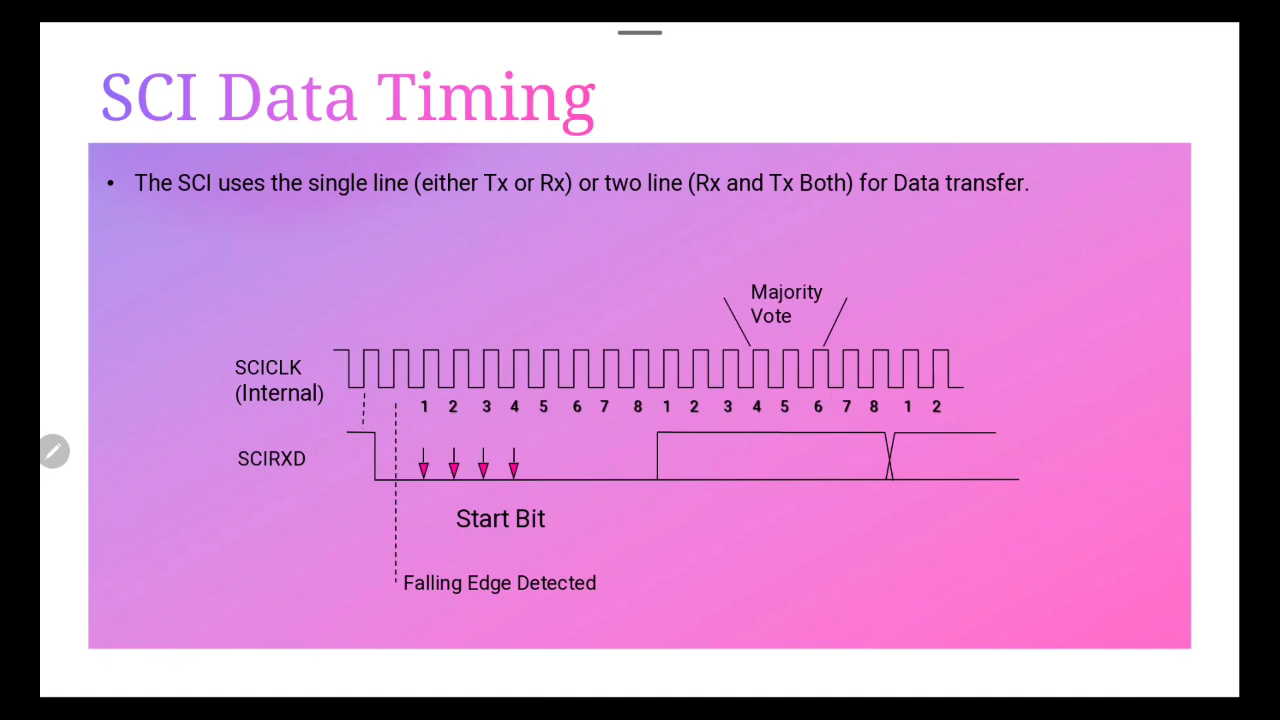 SCI Data Timing
• The SCI uses the single line (either Tx or Rx) or two line (Rx and Tx Both) for Data transfer.
Majority
Vote
SCICLK
(Internal)
1 2 3 4 5 6 7 8 1 2 3 4 5 6 7 8 1 2
SCIRXD
Start Bit
Falling Edge Detected